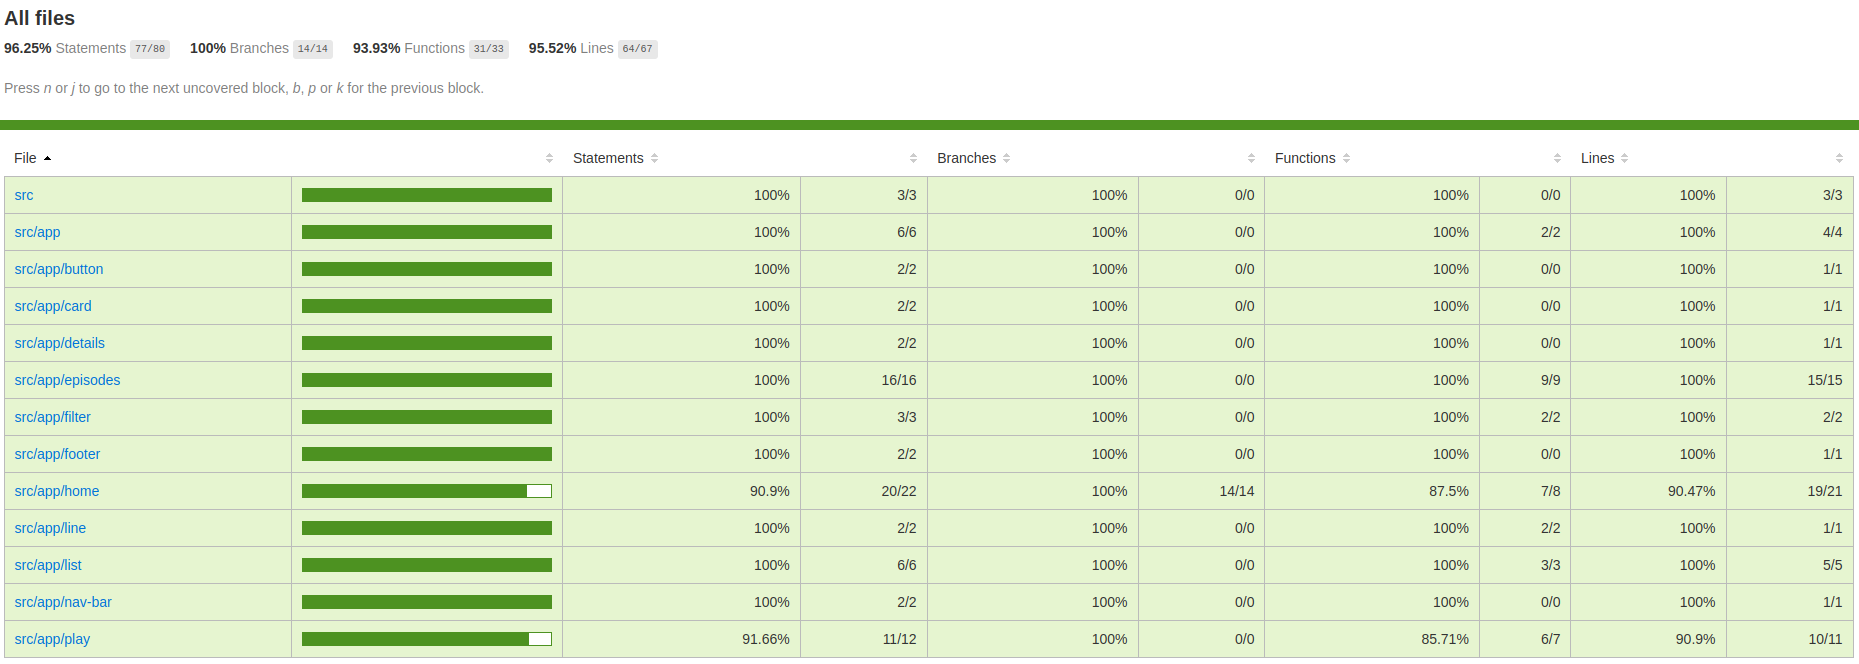 All files
96.25% Statements 77/80 100% Branches 14/14 93.93% Functions 31/33 95.52% Lines 64/67
Press n or j to go to the next uncovered block, b, p or k for the previous block.
File Statements Branches Functions Lines
src 100% 3/3 100% 0/0 100% 0/0 100% 3/3
src/app 100% 6/6 100% 0/0 100% 2/2 100% 4/4
src/app/button 100% 2/2 100% 0/0 100% 0/0 100% 1/1
src/app/card 100% 2/2 100% 0/0 100% 0/0 100% 1/1
src/app/details 100% 2/2 100% 0/0 100% 0/0 100% 1/1
src/app/episodes 100% 16/16 100% 0/0 100% 9/9 100% 15/15
src/app/filter 100% 3/3 100% 0/0 100% 2/2 100% 2/2
src/app/footer 100% 2/2 100% 0/0 100% 0/0 100% 1/1
src/app/home 90.9% 20/22 100% 14/14 87.5% 7/8 90.47% 19/21
src/app/line 100% 2/2 100% 0/0 100% 2/2 100% 1/1
src/app/list 100% 6/6 100% 0/0 100% 3/3 100% 5/5
src/app/nav-bar 100% 2/2 100% 0/0 100% 0/0 100% 1/1
src/app/play 91.66% 11/12 100% 0/0 85.71% 6/7 90.9% 10/11